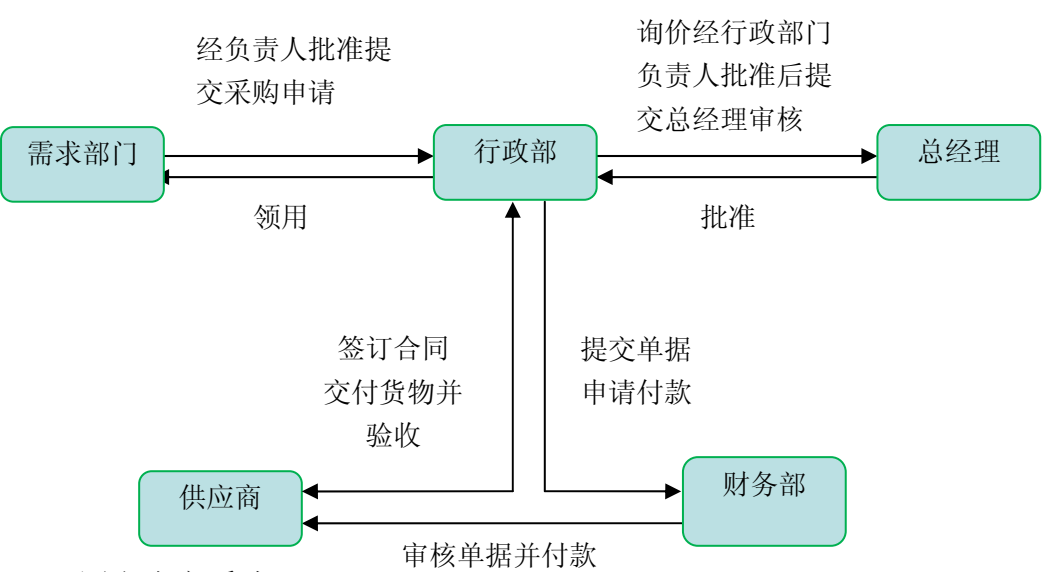 经负责人批准提
交采购申请
询价经行政部门
负责人批准后提
交总经理审核
需求部门
行政部
总经理
领用
批准
签订合同
交付货物并
验收
提交单据
申请付款
供应商
财务部
审核单据并付款